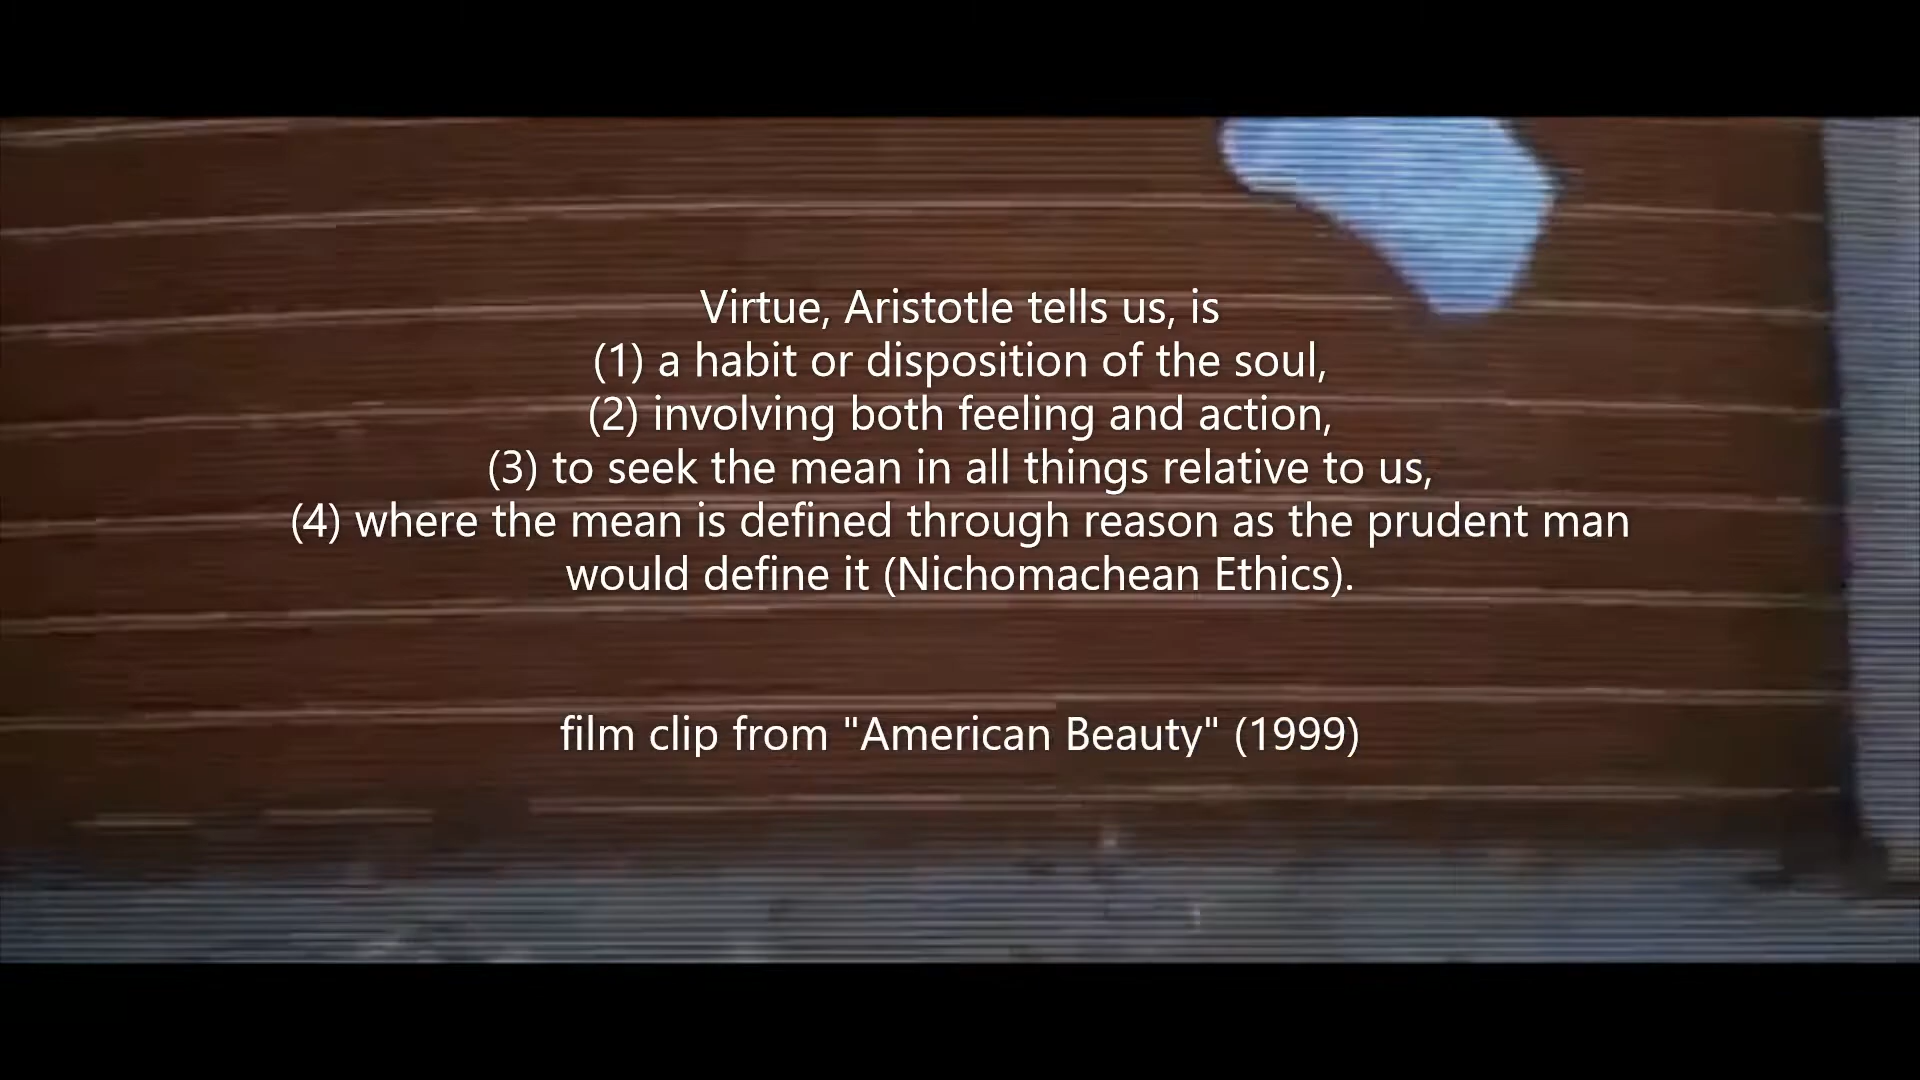 Virtue, Aristotle tells us, is
(1) a habit or disposition of the soul,
(2) involving both feeling and action,
(3) to seek the mean in all things relative to us,
(4) where the mean is defined through reason as the prudent man
would define it (Nichomachean Ethics).
film clip from "American Beauty" (1999)